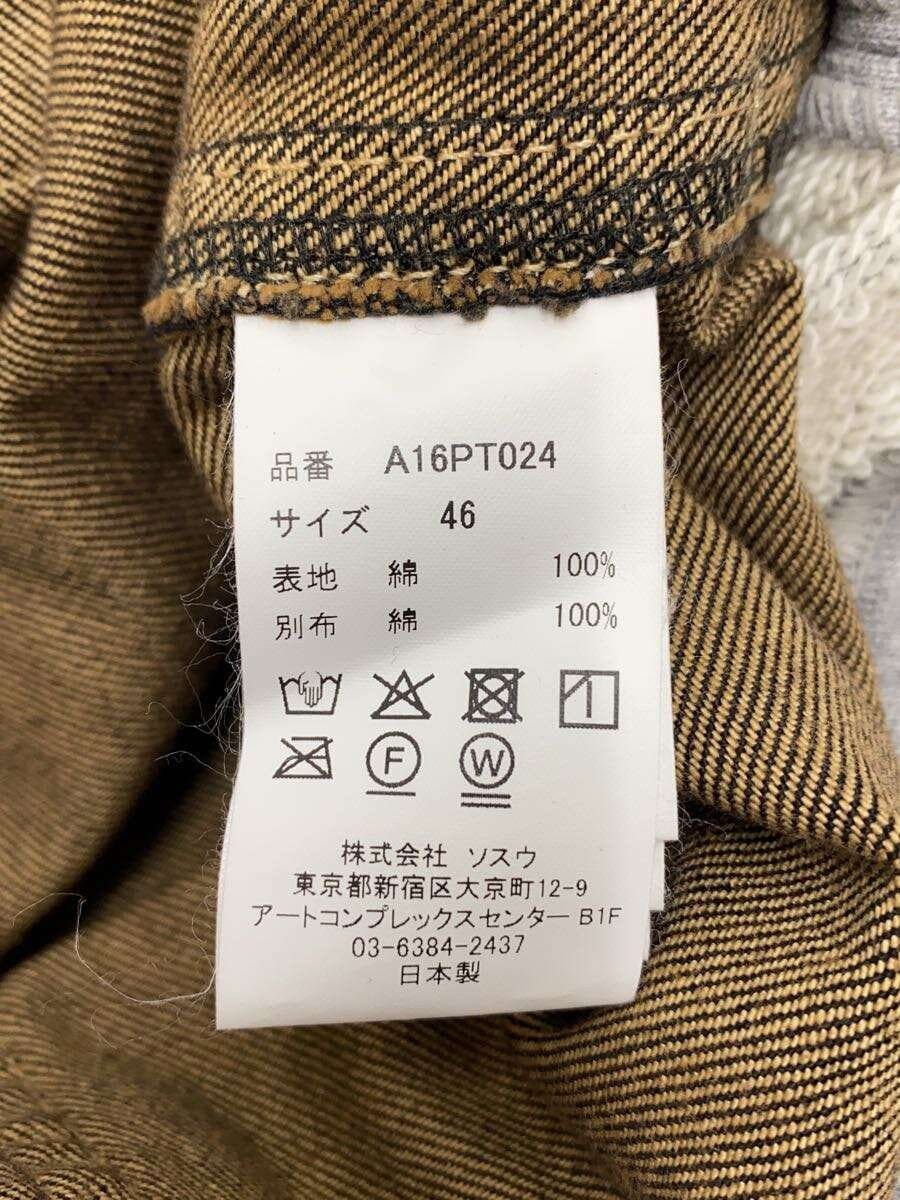 品番 A16PT024
サイズ 46
表地 綿 100%
別布 綿 100%
1
F W
株式会社 ソスウ
東京都新宿区大京町12-9
アートコンプレックスセンター B1F
03-6384-2437
日本製